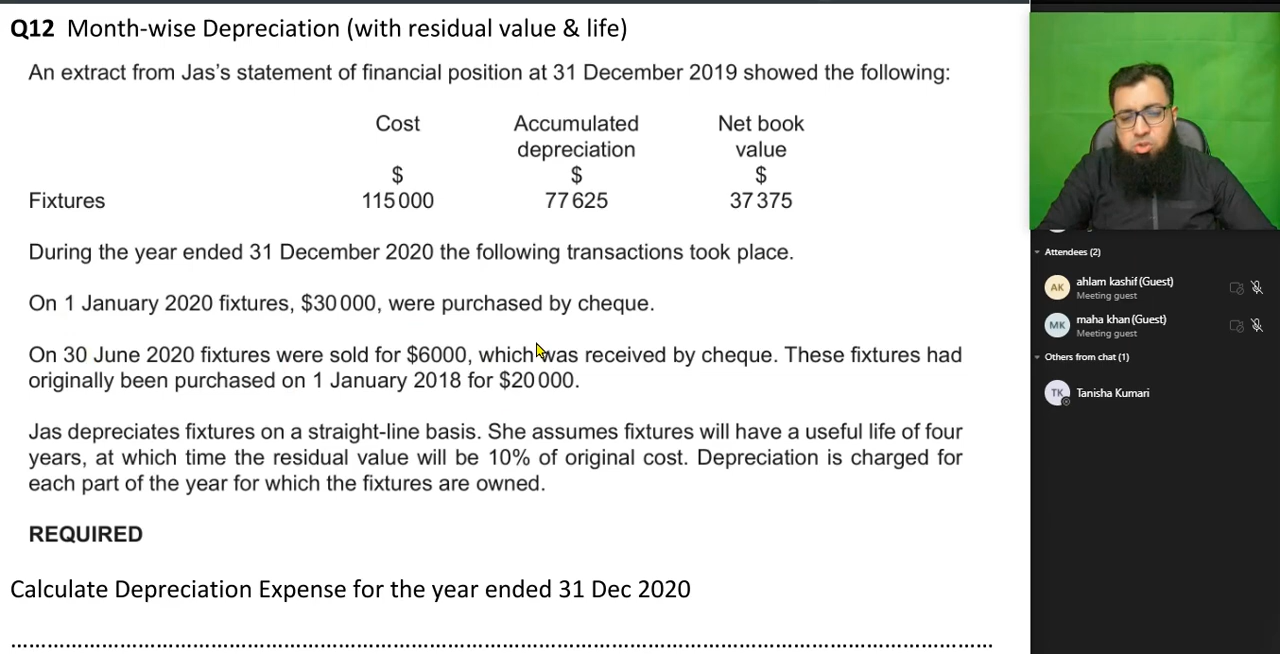 Q12 Month-wise Depreciation (with residual value & life)
An extract from Jas's statement of financial position at 31 December 2019 showed the following:
Cost Accumulated Net book
depreciation value
$ $ $
Fixtures 115 000 77 625 37 375
During the year ended 31 December 2020 the following transactions took place.
On 1 January 2020 fixtures, $30 000, were purchased by cheque.
On 30 June 2020 fixtures were sold for $6000, which was received by cheque. These fixtures had
originally been purchased on 1 January 2018 for $20 000.
Jas depreciates fixtures on a straight-line basis. She assumes fixtures will have a useful life of four
years, at which time the residual value will be 10% of original cost. Depreciation is charged for
each part of the year for which the fixtures are owned.
REQUIRED
Calculate Depreciation Expense for the year ended 31 Dec 2020
Attendees (2)
AK ahlam kashif (Guest)
Meeting guest
MK maha khan (Guest)
Meeting guest
Others from chat (1)
TK Tanisha Kumari